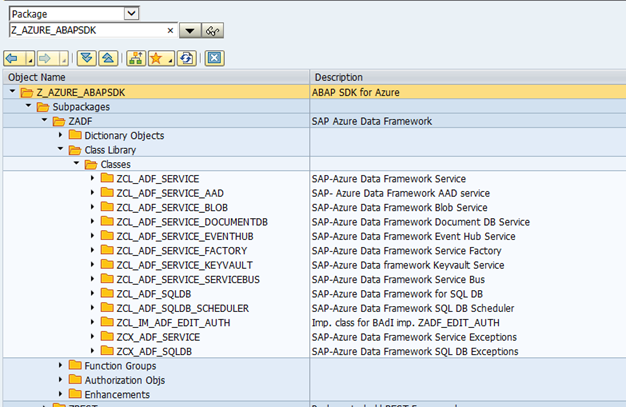 Package
Z_AZURE_ABAPSDK
Object Name Description
Z_AZURE_ABAPSDK ABAP SDK for Azure
Subpackages
ZADF SAP Azure Data Framework
Dictionary Objects
Class Library
Classes
ZCL_ADF_SERVICE SAP-Azure Data Framework Service
ZCL_ADF_SERVICE_AAD SAP- Azure Data Framework AAD service
ZCL_ADF_SERVICE_BLOB SAP-Azure Data Framework Blob Service
ZCL_ADF_SERVICE_DOCUMENTDB SAP-Azure Data Framework Document DB Service
ZCL_ADF_SERVICE_EVENTHUB SAP-Azure Data Framework Event Hub Service
ZCL_ADF_SERVICE_FACTORY SAP-Azure Data Framework Service Factory
ZCL_ADF_SERVICE_KEYVAULT SAP-Azure Data framework Keyvault Service
ZCL_ADF_SERVICE_SERVICEBUS SAP-Azure Data Framework Service Bus
ZCL_ADF_SQLDB SAP-Azure Data Framework for SQL DB
ZCL_ADF_SQLDB_SCHEDULER SAP-Azure Data Framework SQL DB Scheduler
ZCL_IM_ADF_EDIT_AUTH Imp. class for BAdI imp. ZADF_EDIT_AUTH
ZCX_ADF_SERVICE SAP-Azure Data Framework Service Exceptions
ZCX_ADF_SQLDB SAP-Azure Data Framework SQL DB Exceptions
Function Groups
Authorization Objs
Enhancements